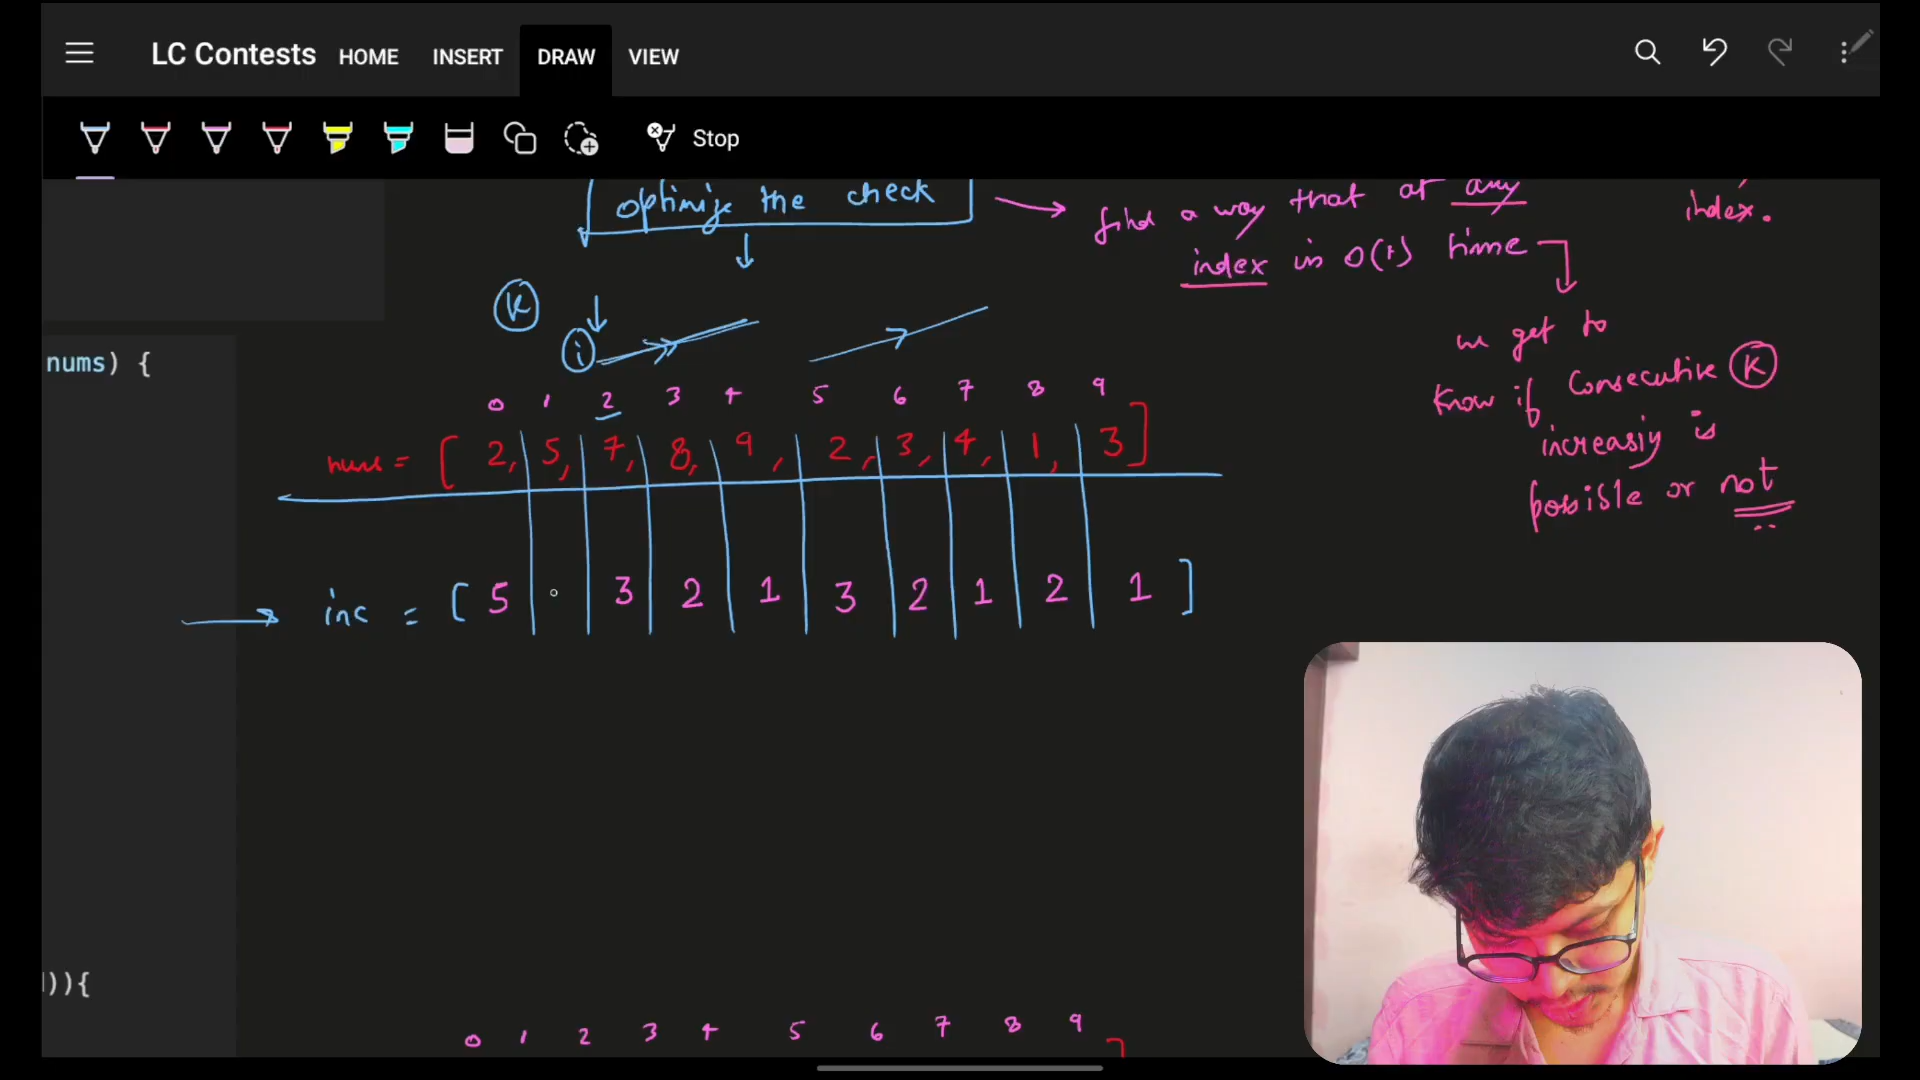 LC Contests HOME INSERT DRAW VIEW
Stop
optimize the check
find a way that at any
index in O(1) time
index.
we get to
know if consecutive K
increasing is
possible or not
K
i
0 1 2 3 4 5 6 7 8 9
nums = [ 2, 5, 7, 8, 9, 2, 3, 4, 1, 3 ]
inc = [ 5 3 2 1 3 2 1 2 1 ]
nums) {
)){
0 1 2 3 4 5 6 7 8 9
]